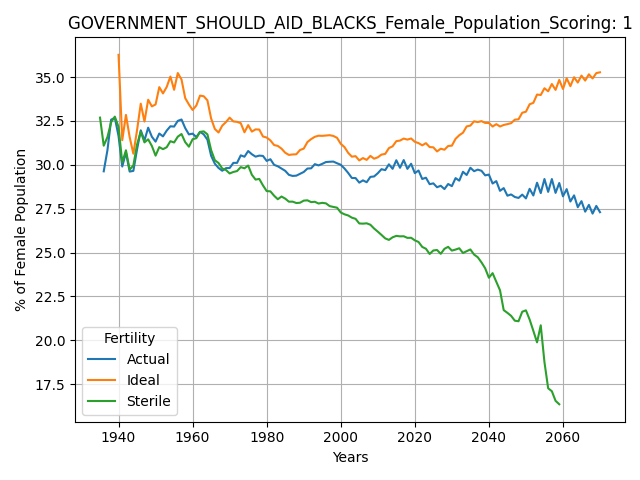 GOVERNMENT_SHOULD_AID_BLACKS_Female_Population_Scoring: 1
% of Female Population
35.0
32.5
30.0
27.5
25.0
22.5
20.0
17.5
Fertility
Actual
Ideal
Sterile
1940 1960 1980 2000 2020 2040 2060
Years